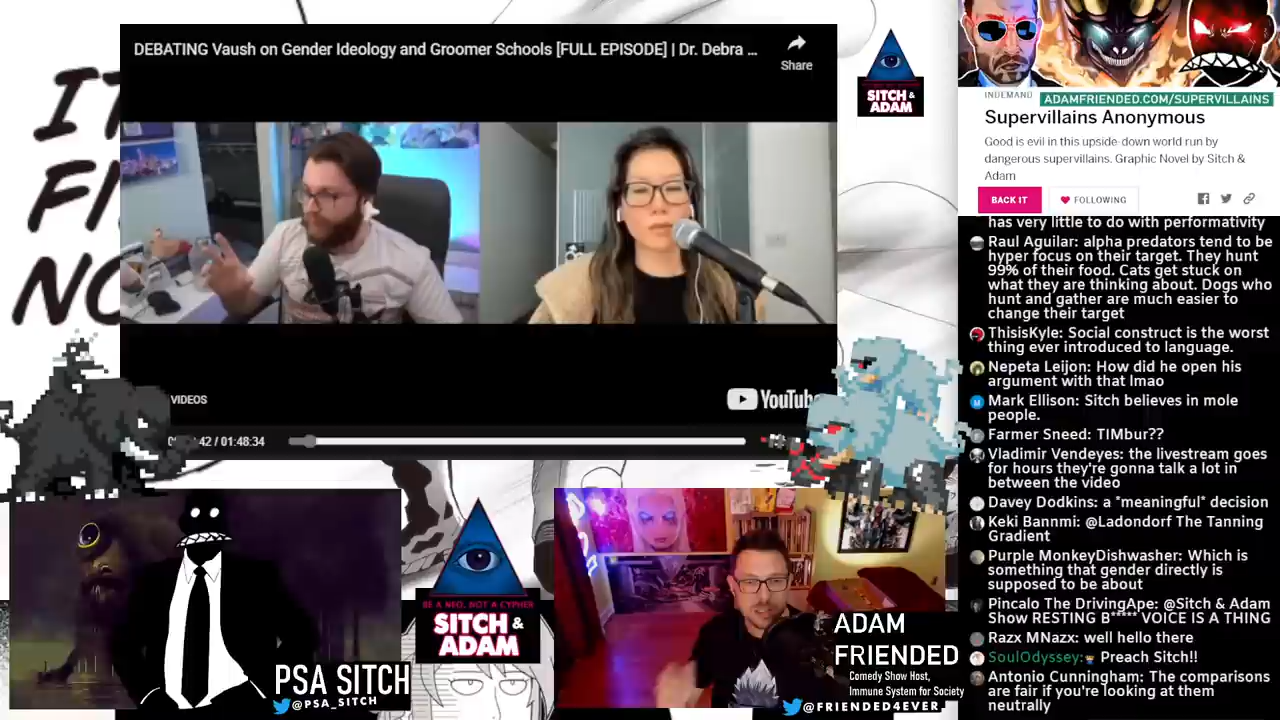 IT
FI
NO
DEBATING Vaush on Gender Ideology and Groomer Schools [FULL EPISODE] | Dr. Debra ...
Share
VIDEOS
YouTube
42 / 01:48:34
SITCH &
ADAM
INDEMAND
ADAMFRIENDED.COM/SUPERVILLAINS
Supervillains Anonymous
Good is evil in this upside-down world run by
dangerous supervillains. Graphic Novel by Sitch &
Adam
BACK IT
FOLLOWING
has very little to do with performativity
Raul Aguilar: alpha predators tend to be
hyper focus on their target. They hunt
99% of their food. Cats get stuck on
what they are thinking about. Dogs who
hunt and gather are much easier to
change their target
ThisisKyle: Social construct is the worst
thing ever introduced to language.
Nepeta Leijon: How did he open his
argument with that lmao
Mark Ellison: Sitch believes in mole
people.
Farmer Sneed: TIMbur??
Vladimir Vendeyes: the livestream goes
for hours they're gonna talk a lot in
between the video
Davey Dodkins: a *meaningful* decision
Keki Bannmi: @Ladondorf The Tanning
Gradient
Purple MonkeyDishwasher: Which is
something that gender directly is
supposed to be about
Pincalo The DrivingApe: @Sitch & Adam
Show RESTING B***** VOICE IS A THING
Razx MNazx: well hello there
SoulOdyssey: Preach Sitch!!
Antonio Cunningham: The comparisons
are fair if you're looking at them
neutrally
PSA SITCH
@PSA_SITCH
BE A NEO, NOT A CYPHER
SITCH &
ADAM
ADAM
FRIENDED
Comedy Show Host,
Immune System for Society
@FRIENDED4EVER